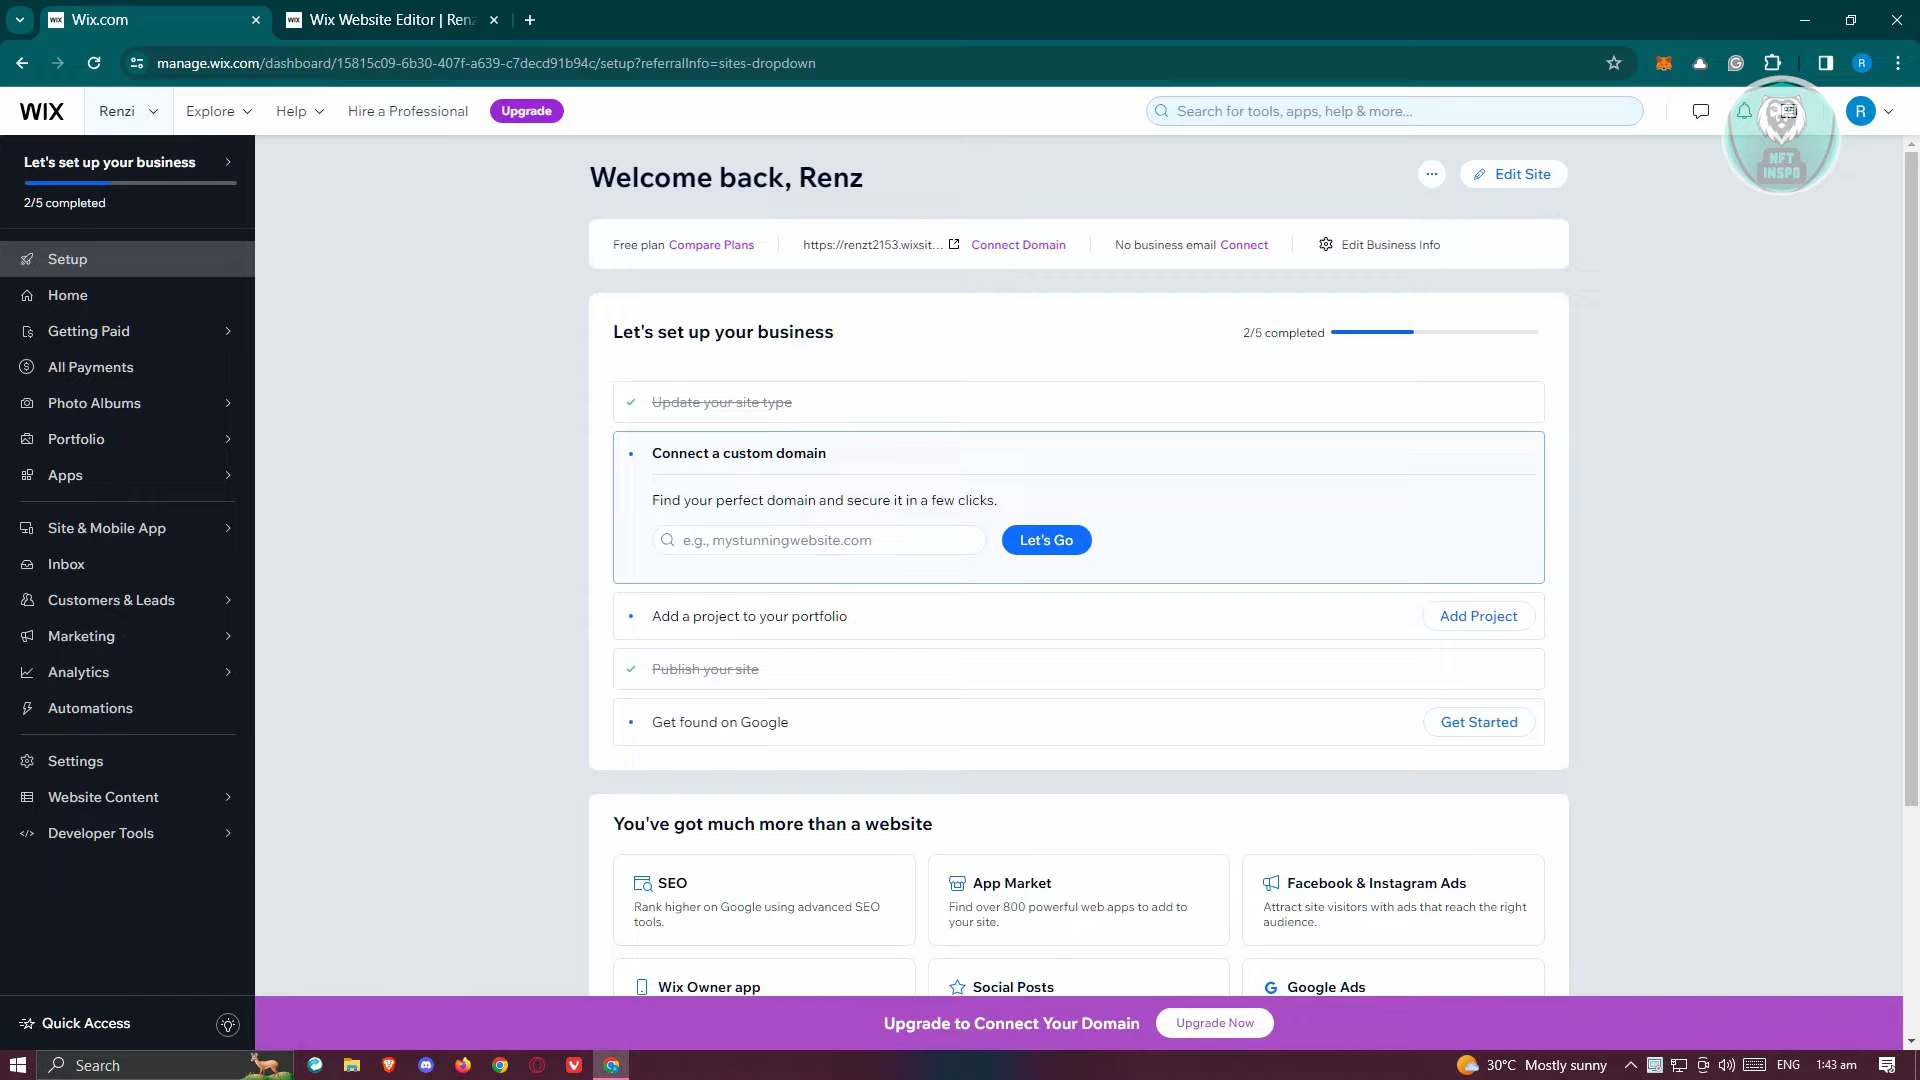 WIX Wix.com
WIX Wix Website Editor | Ren
manage.wix.com/dashboard/15815c09-6b30-407f-a639-c7decd91b94c/setup?referralInfo=sites-dropdown
R
WIX
Renzi
Explore
Help
Hire a Professional
Upgrade
Search for tools, apps, help & more...
R
NFT
INSPO
Let's set up your business
2/5 completed
Setup
Home
Getting Paid
All Payments
Photo Albums
Portfolio
Apps
Site & Mobile App
Inbox
Customers & Leads
Marketing
Analytics
Automations
Settings
Website Content
Developer Tools
Quick Access
Welcome back, Renz
Edit Site
Free plan Compare Plans
https://renzt2153.wixsit...
Connect Domain
No business email Connect
Edit Business Info
Let's set up your business
2/5 completed
Update your site type
Connect a custom domain
Find your perfect domain and secure it in a few clicks.
e.g., mystunningwebsite.com
Let's Go
Add a project to your portfolio
Add Project
Publish your site
Get found on Google
Get Started
You've got much more than a website
SEO
Rank higher on Google using advanced SEO
tools.
App Market
Find over 800 powerful web apps to add to
your site.
Facebook & Instagram Ads
Attract site visitors with ads that reach the right
audience.
Wix Owner app
Social Posts
Google Ads
Upgrade to Connect Your Domain
Upgrade Now
Search
30°C Mostly sunny
ENG
1:43 am